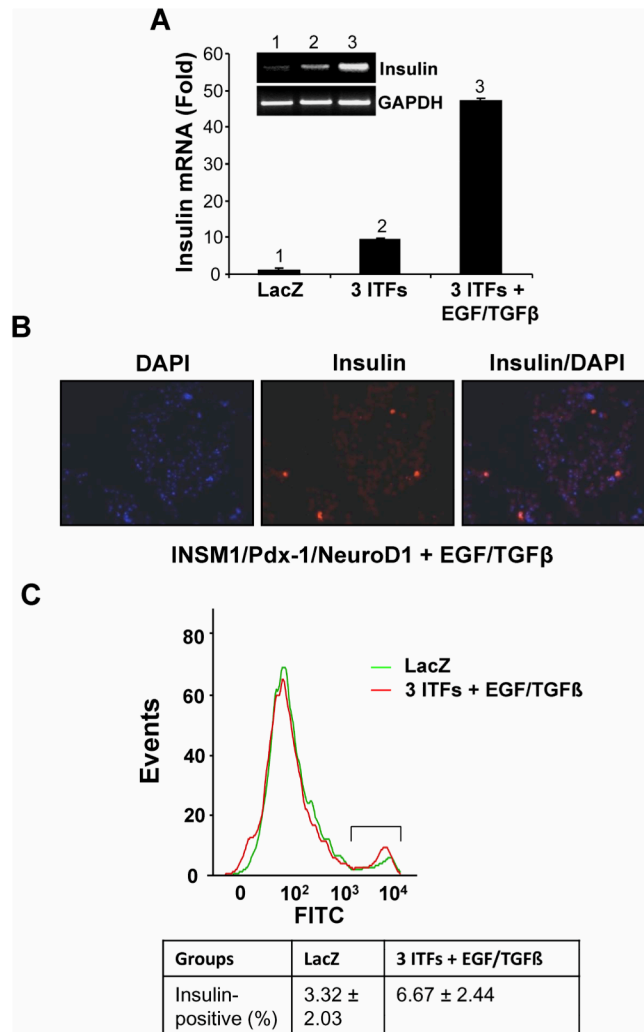 A
60
50
40
30
20
10
0
Insulin mRNA (Fold)
1 2 3
Insulin
GAPDH
1
2
3
LacZ
3 ITFs
3 ITFs +
EGF/TGFβ
B
DAPI Insulin Insulin/DAPI
INSM1/Pdx-1/NeuroD1 + EGF/TGFβ
C
80
60
40
20
0
Events
LacZ
3 ITFs + EGF/TGFß
0 10² 10³ 10⁴
FITC
Groups LacZ 3 ITFs + EGF/TGFß
Insulin- 3.32 ± 6.67 ± 2.44
positive (%) 2.03